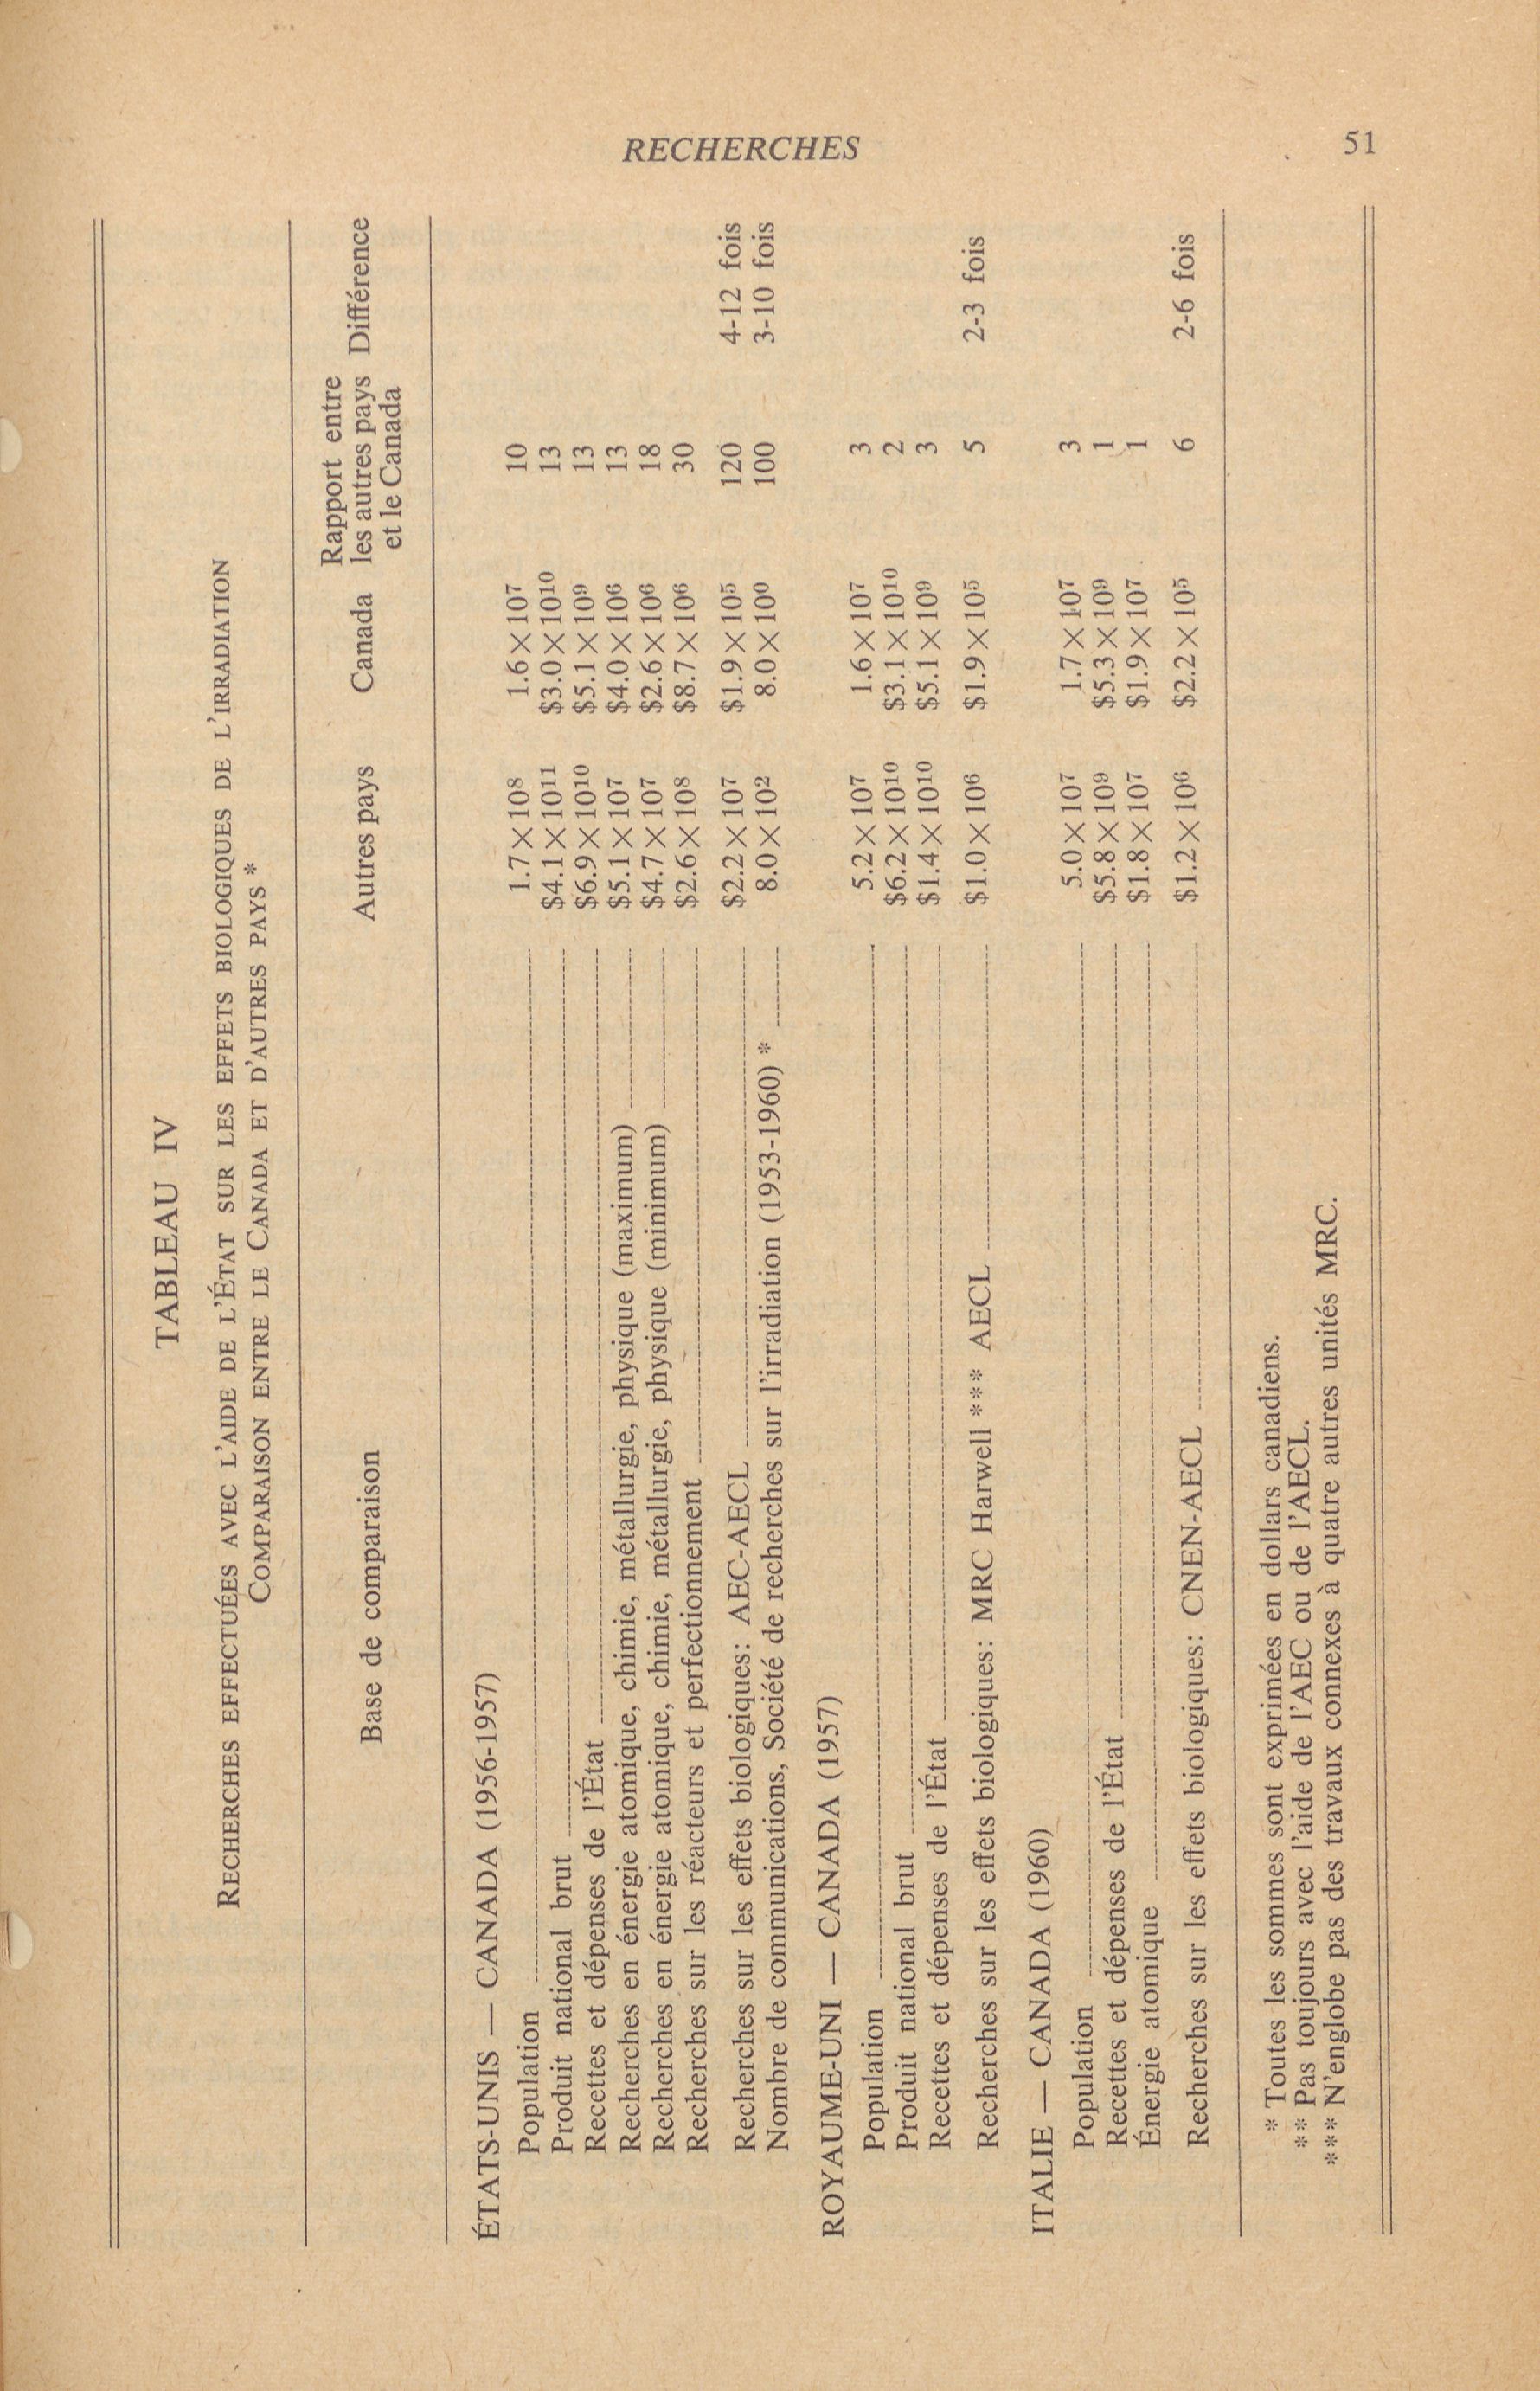 RECHERCHES 51
TABLEAU IV
RECHERCHES EFFECTUÉES AVEC L'AIDE DE L'ÉTAT SUR LES EFFETS BIOLOGIQUES DE L'IRRADIATION
COMPARAISON ENTRE LE CANADA ET D'AUTRES PAYS *
Base de comparaison Autres pays Canada Rapport entre les autres pays et le Canada Différence
ÉTATS-UNIS — CANADA (1956-1957)
Population 1.7×10⁸ 1.6×10⁷ 10
Produit national brut $4.1×10¹¹ $3.0×10¹⁰ 13
Recettes et dépenses de l'État $6.9×10¹⁰ $5.1×10⁹ 13
Recherches en énergie atomique, chimie, métallurgie, physique (maximum) $5.1×10⁷ $4.0×10⁶ 13
Recherches en énergie atomique, chimie, métallurgie, physique (minimum) $4.7×10⁷ $2.6×10⁶ 18
Recherches sur les réacteurs et perfectionnement $2.6×10⁸ $8.7×10⁶ 30
Recherches sur les effets biologiques: AEC-AECL $2.2×10⁷ $1.9×10⁵ 120 4-12 fois
Nombre de communications, Société de recherches sur l'irradiation (1953-1960) * 8.0×10² 8.0×10⁰ 100 3-10 fois
ROYAUME-UNI — CANADA (1957)
Population 5.2×10⁷ 1.6×10⁷ 3
Produit national brut $6.2×10¹⁰ $3.1×10¹⁰ 2
Recettes et dépenses de l'État $1.4×10¹⁰ $5.1×10⁹ 3
Recherches sur les effets biologiques: MRC Harwell *** AECL $1.0×10⁶ $1.9×10⁵ 5 2-3 fois
ITALIE — CANADA (1960)
Population 5.0×10⁷ 1.7×10⁷ 3
Recettes et dépenses de l'État $5.8×10⁹ $5.3×10⁹ 1
Énergie atomique $1.8×10⁷ $1.9×10⁷ 1
Recherches sur les effets biologiques: CNEN-AECL $1.2×10⁶ $2.2×10⁵ 6 2-6 fois
* Toutes les sommes sont exprimées en dollars canadiens.
** Pas toujours avec l'aide de l'AEC ou de l'AECL.
*** N'englobe pas des travaux connexes à quatre autres unités MRC.